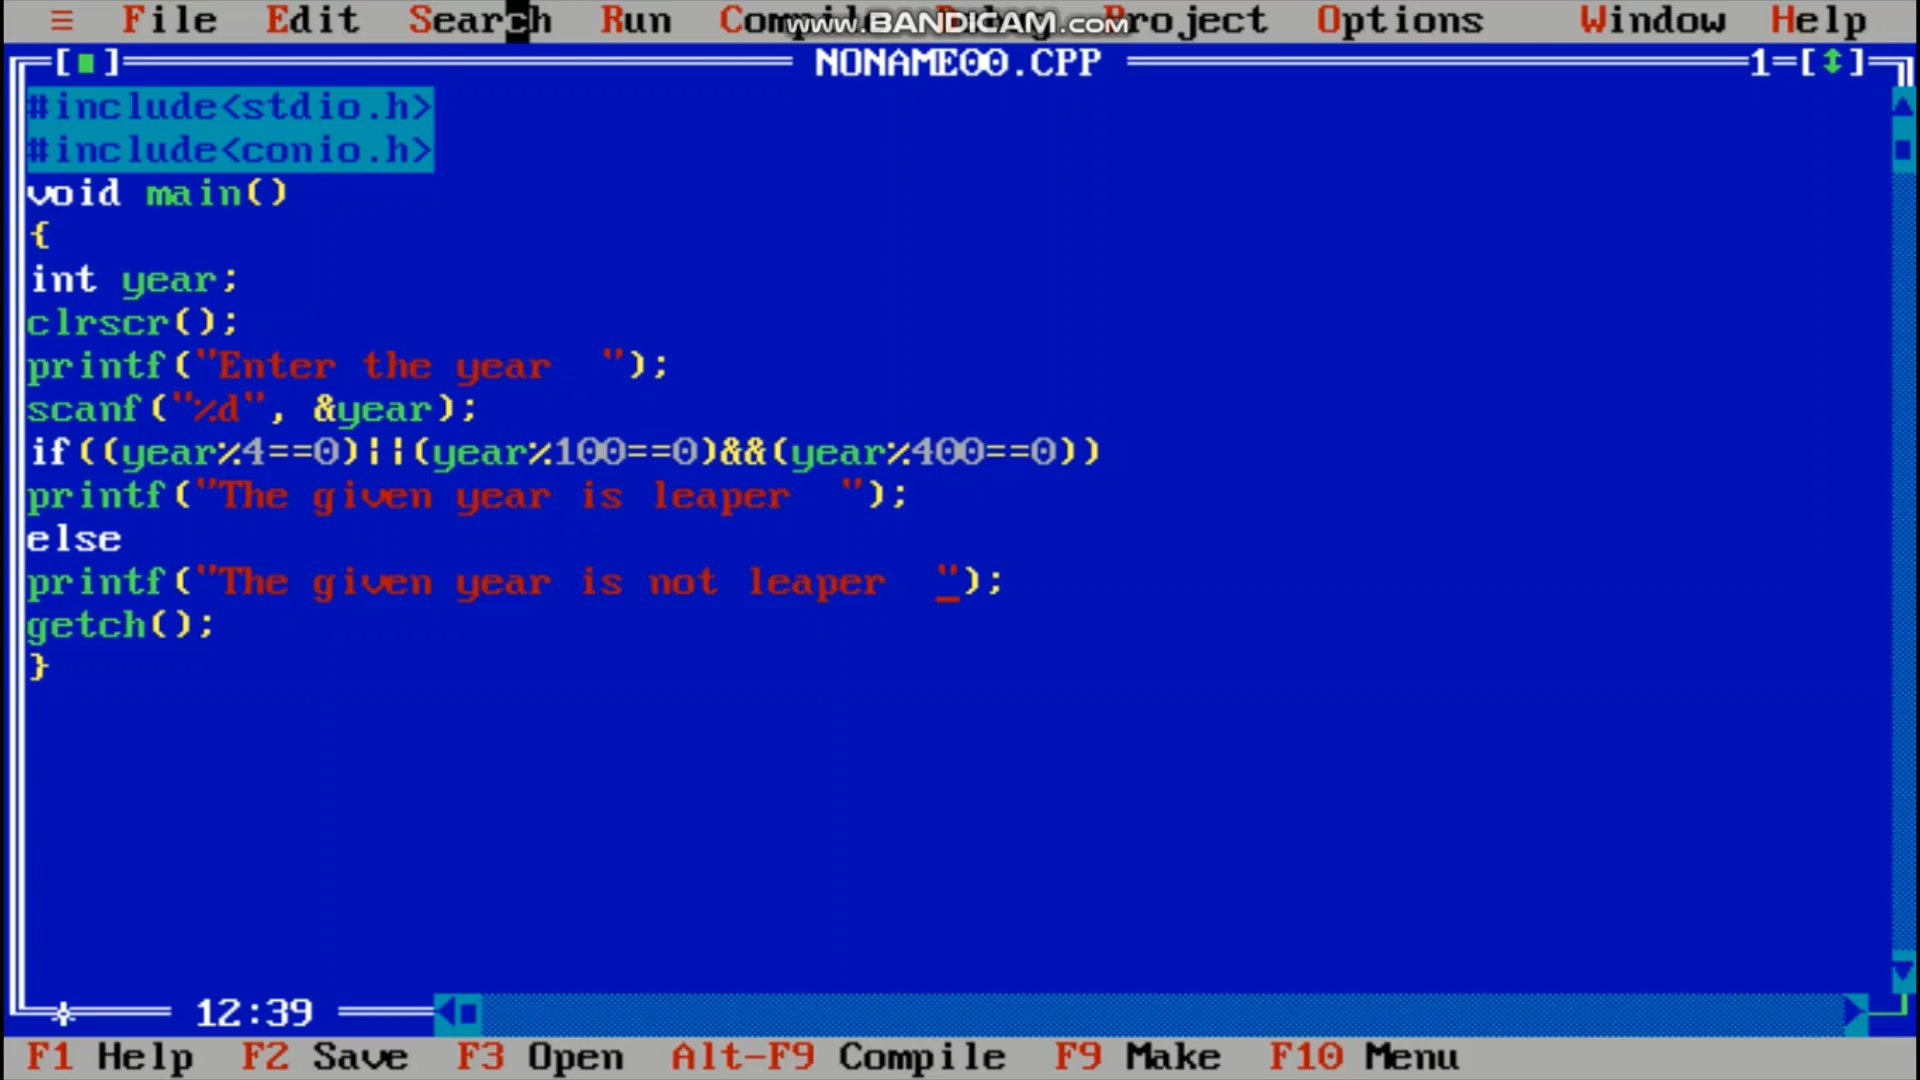 ≡ File Edit Search Run Compile Debug Project Options Window Help
www.BANDICAM.com
[■] NONAME00.CPP 1=[↕]
#include<stdio.h>
#include<conio.h>
void main()
{
int year;
clrscr();
printf("Enter the year  ");
scanf("%d", &year);
if((year%4==0)||(year%100==0)&&(year%400==0))
printf("The given year is leaper  ");
else
printf("The given year is not leaper  ");
getch();
}
12:39
F1 Help F2 Save F3 Open Alt-F9 Compile F9 Make F10 Menu